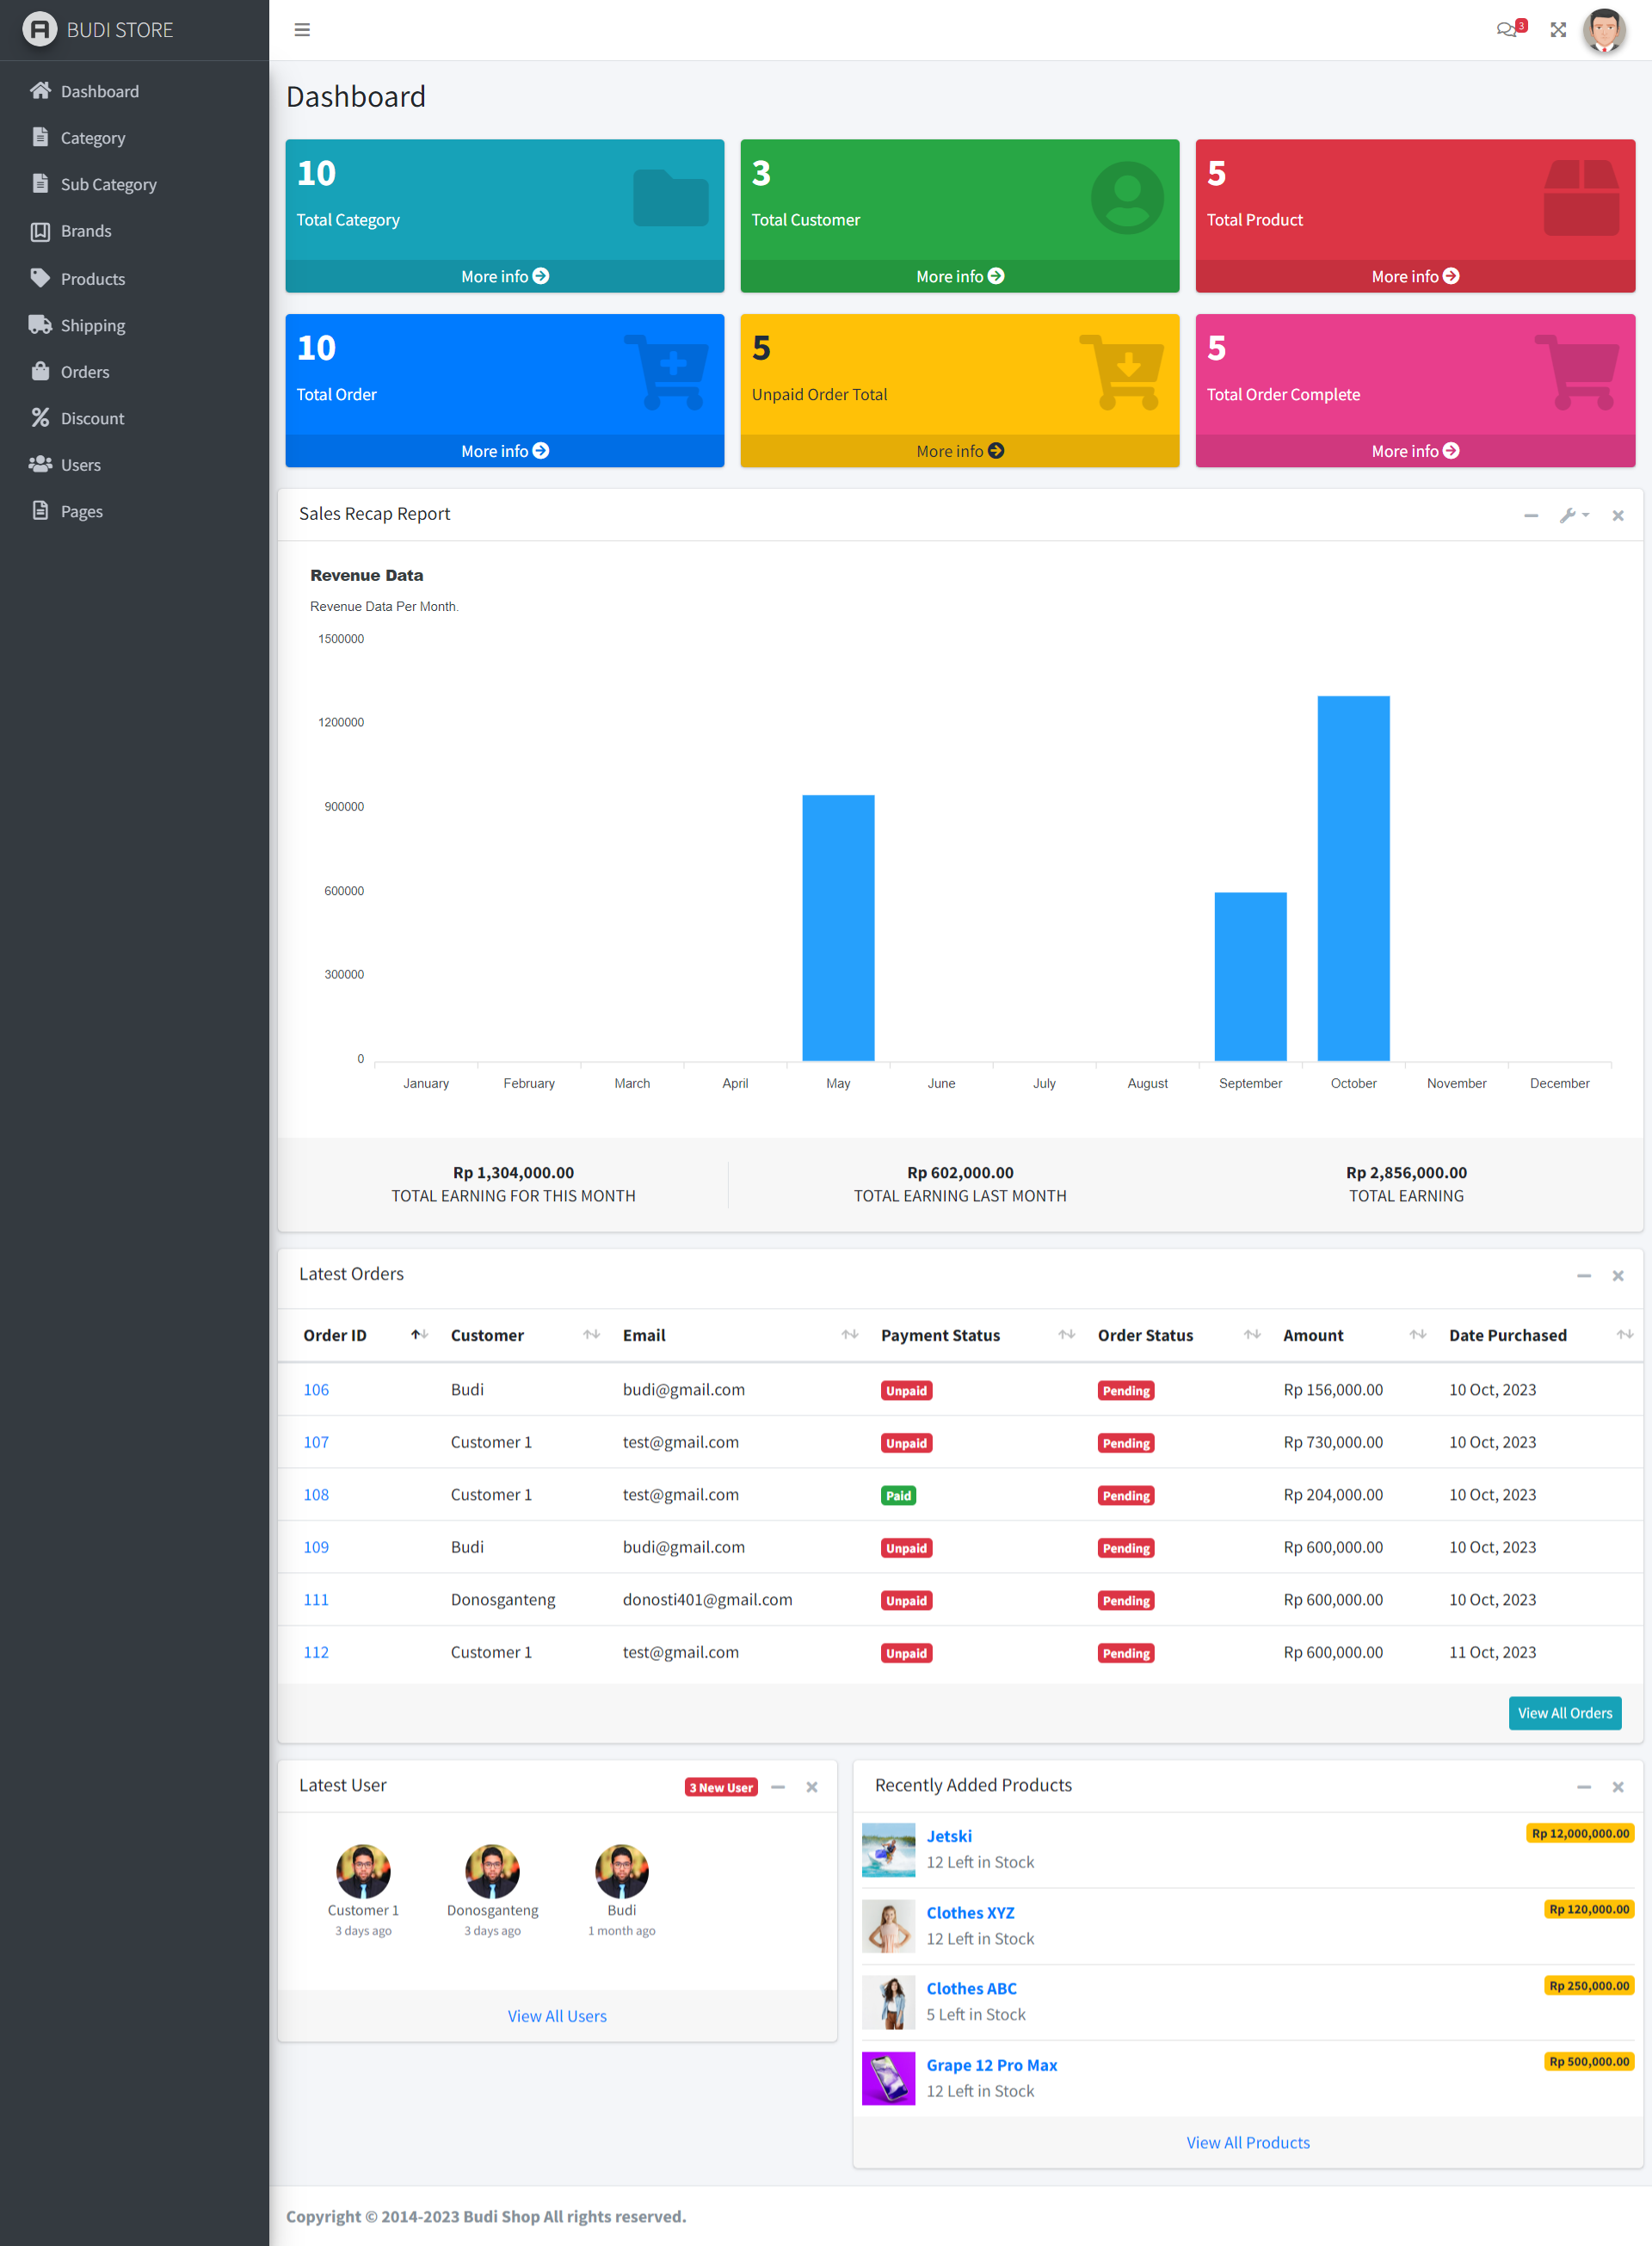 BUDI STORE
3
Dashboard
Category
Sub Category
Brands
Products
Shipping
Orders
Discount
Users
Pages
Dashboard
10
Total Category
More info
3
Total Customer
More info
5
Total Product
More info
10
Total Order
More info
5
Unpaid Order Total
More info
5
Total Order Complete
More info
Sales Recap Report
Revenue Data
Revenue Data Per Month.
1500000
1200000
900000
600000
300000
0
January February March April May June July August September October November December
Rp 1,304,000.00
TOTAL EARNING FOR THIS MONTH
Rp 602,000.00
TOTAL EARNING LAST MONTH
Rp 2,856,000.00
TOTAL EARNING
Latest Orders
Order ID Customer Email Payment Status Order Status Amount Date Purchased
106 Budi budi@gmail.com Unpaid Pending Rp 156,000.00 10 Oct, 2023
107 Customer 1 test@gmail.com Unpaid Pending Rp 730,000.00 10 Oct, 2023
108 Customer 1 test@gmail.com Paid Pending Rp 204,000.00 10 Oct, 2023
109 Budi budi@gmail.com Unpaid Pending Rp 600,000.00 10 Oct, 2023
111 Donosganteng donosti401@gmail.com Unpaid Pending Rp 600,000.00 10 Oct, 2023
112 Customer 1 test@gmail.com Unpaid Pending Rp 600,000.00 11 Oct, 2023
View All Orders
Latest User 3 New User
Customer 1
3 days ago
Donosganteng
3 days ago
Budi
1 month ago
View All Users
Recently Added Products
Jetski Rp 12,000,000.00
12 Left in Stock
Clothes XYZ Rp 120,000.00
12 Left in Stock
Clothes ABC Rp 250,000.00
5 Left in Stock
Grape 12 Pro Max Rp 500,000.00
12 Left in Stock
View All Products
Copyright © 2014-2023 Budi Shop All rights reserved.